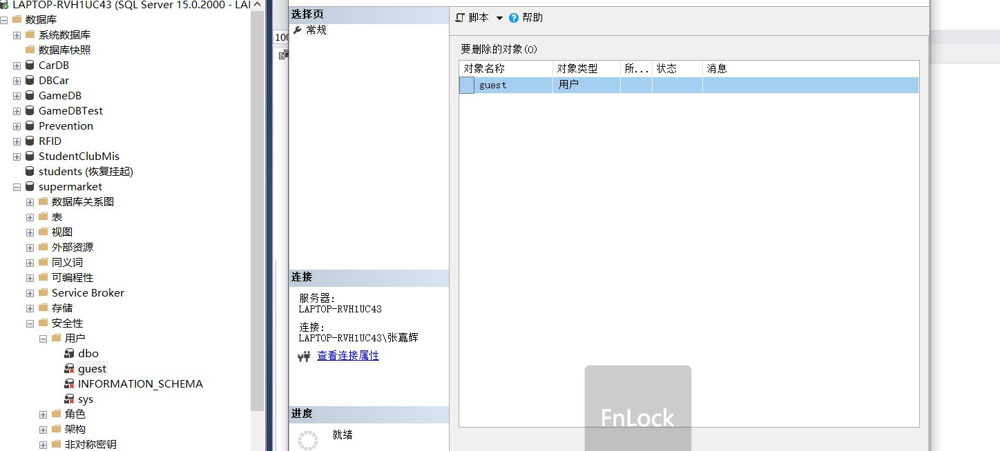 LAPTOP-RVH1UC43 (SQL Server 15.0.2000 - LAI
数据库
系统数据库
数据库快照
CarDB
DBCar
GameDB
GameDBTest
Prevention
RFID
StudentClubMis
students (恢复挂起)
supermarket
数据库关系图
表
视图
外部资源
同义词
可编程性
Service Broker
存储
安全性
用户
dbo
guest
INFORMATION_SCHEMA
sys
角色
架构
非对称密钥
100
选择页
常规
连接
服务器:
LAPTOP-RVH1UC43
连接:
LAPTOP-RVH1UC43\张嘉辉
查看连接属性
进度
就绪
脚本 帮助
要删除的对象(O)
对象名称 对象类型 所... 状态 消息
guest 用户
FnLock